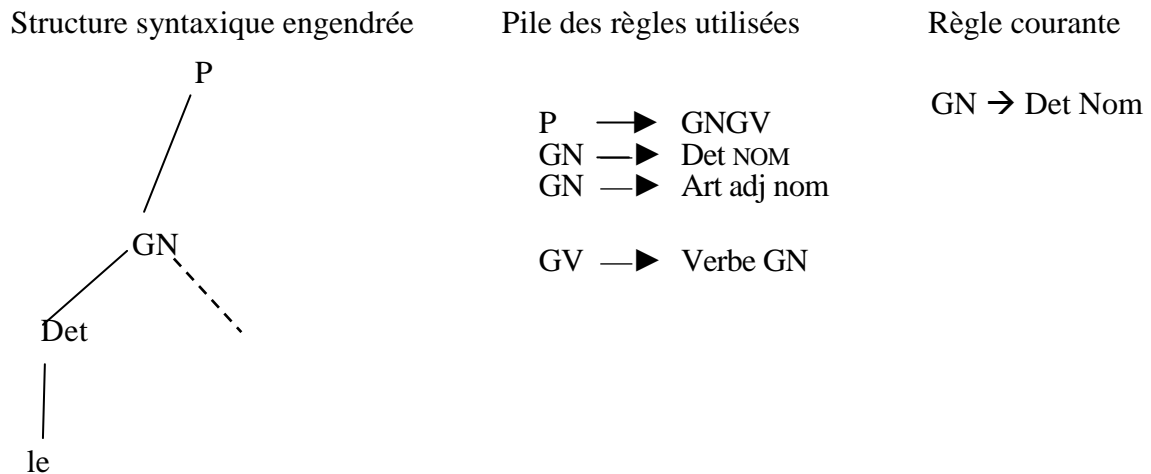 Structure syntaxique engendrée Pile des règles utilisées Règle courante
P
GN → Det Nom
P → GNGV
GN → Det NOM
GN → Art adj nom
GN
GV → Verbe GN
Det
le